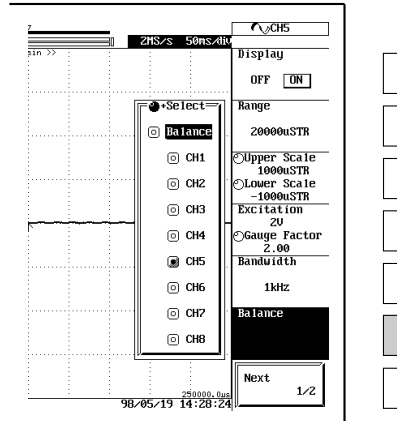 CH5
2MS/s 50ms/div
sin >>
Display
OFF ON
+Select
Balance
CH1
CH2
CH3
CH4
CH5
CH6
CH7
CH8
Range
20000uSTR
Upper Scale
1000uSTR
Lower Scale
-1000uSTR
Excitation
2V
Gauge Factor
2.00
Bandwidth
1kHz
Balance
Next
1/2
250000.0us
98/05/19 14:28:24